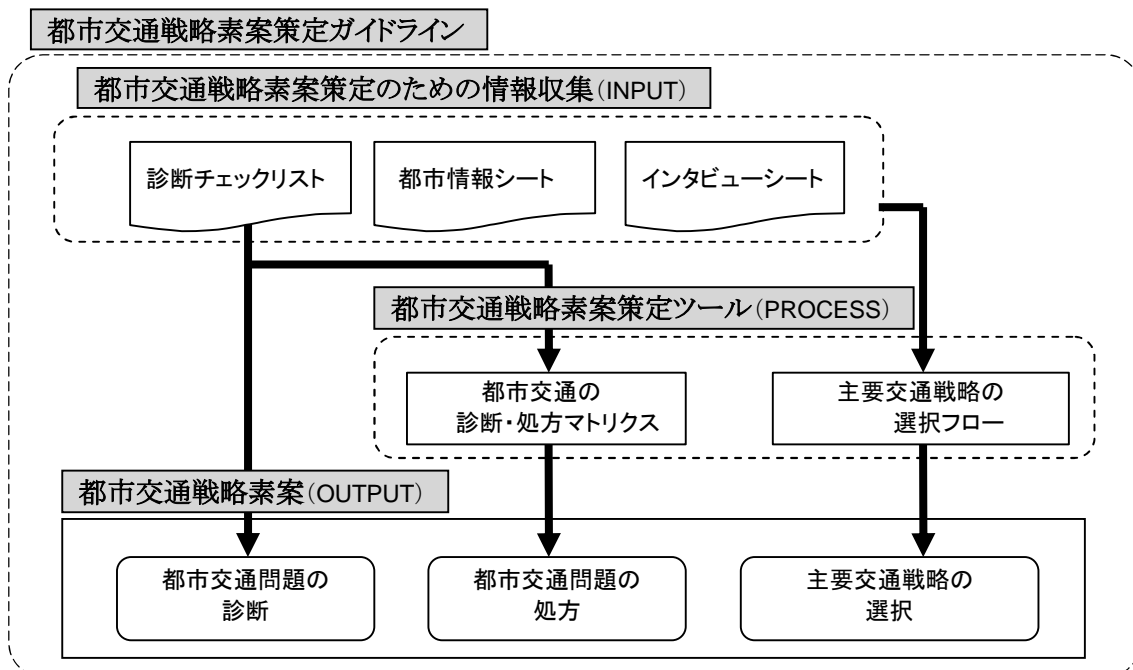 都市交通戦略素案策定ガイドライン
都市交通戦略素案策定のための情報収集(INPUT)
診断チェックリスト
都市情報シート
インタビューシート
都市交通戦略素案策定ツール(PROCESS)
都市交通の
診断・処方マトリクス
主要交通戦略の
選択フロー
都市交通戦略素案(OUTPUT)
都市交通問題の
診断
都市交通問題の
処方
主要交通戦略の
選択